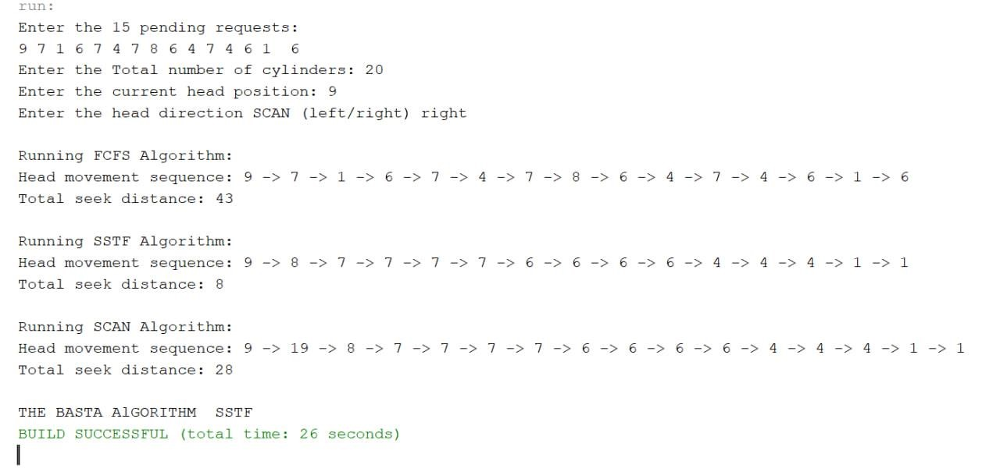 run:
Enter the 15 pending requests:
9 7 1 6 7 4 7 8 6 4 7 4 6 1  6
Enter the Total number of cylinders: 20
Enter the current head position: 9
Enter the head direction SCAN (left/right) right
Running FCFS Algorithm:
Head movement sequence: 9 -> 7 -> 1 -> 6 -> 7 -> 4 -> 7 -> 8 -> 6 -> 4 -> 7 -> 4 -> 6 -> 1 -> 6
Total seek distance: 43
Running SSTF Algorithm:
Head movement sequence: 9 -> 8 -> 7 -> 7 -> 7 -> 7 -> 6 -> 6 -> 6 -> 6 -> 4 -> 4 -> 4 -> 1 -> 1
Total seek distance: 8
Running SCAN Algorithm:
Head movement sequence: 9 -> 19 -> 8 -> 7 -> 7 -> 7 -> 7 -> 6 -> 6 -> 6 -> 6 -> 4 -> 4 -> 4 -> 1 -> 1
Total seek distance: 28
THE BASTA AlGORITHM  SSTF
BUILD SUCCESSFUL (total time: 26 seconds)